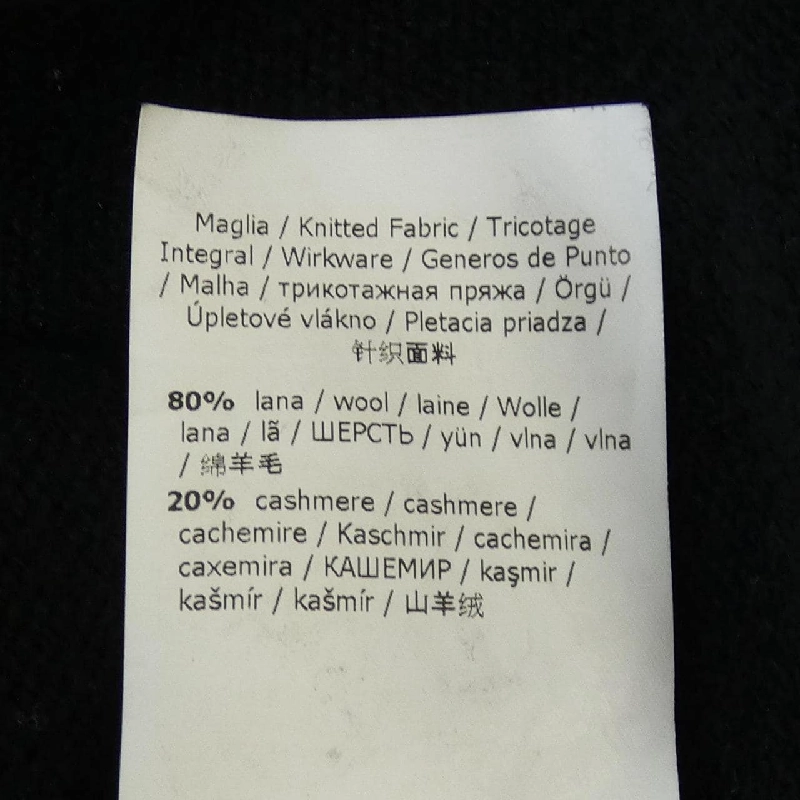 Maglia / Knitted Fabric / Tricotage
Integral / Wirkware / Generos de Punto
/ Malha / трикотажная пряжа / Örgü /
Úpletové vlákno / Pletacia priadza /
针织面料
80% lana / wool / laine / Wolle /
lana / lã / ШЕРСТЬ / yün / vlna / vlna
/ 绵羊毛
20% cashmere / cashmere /
cachemire / Kaschmir / cachemira /
caxemira / КАШЕМИР / kaşmir /
kašmír / kašmír / 山羊绒